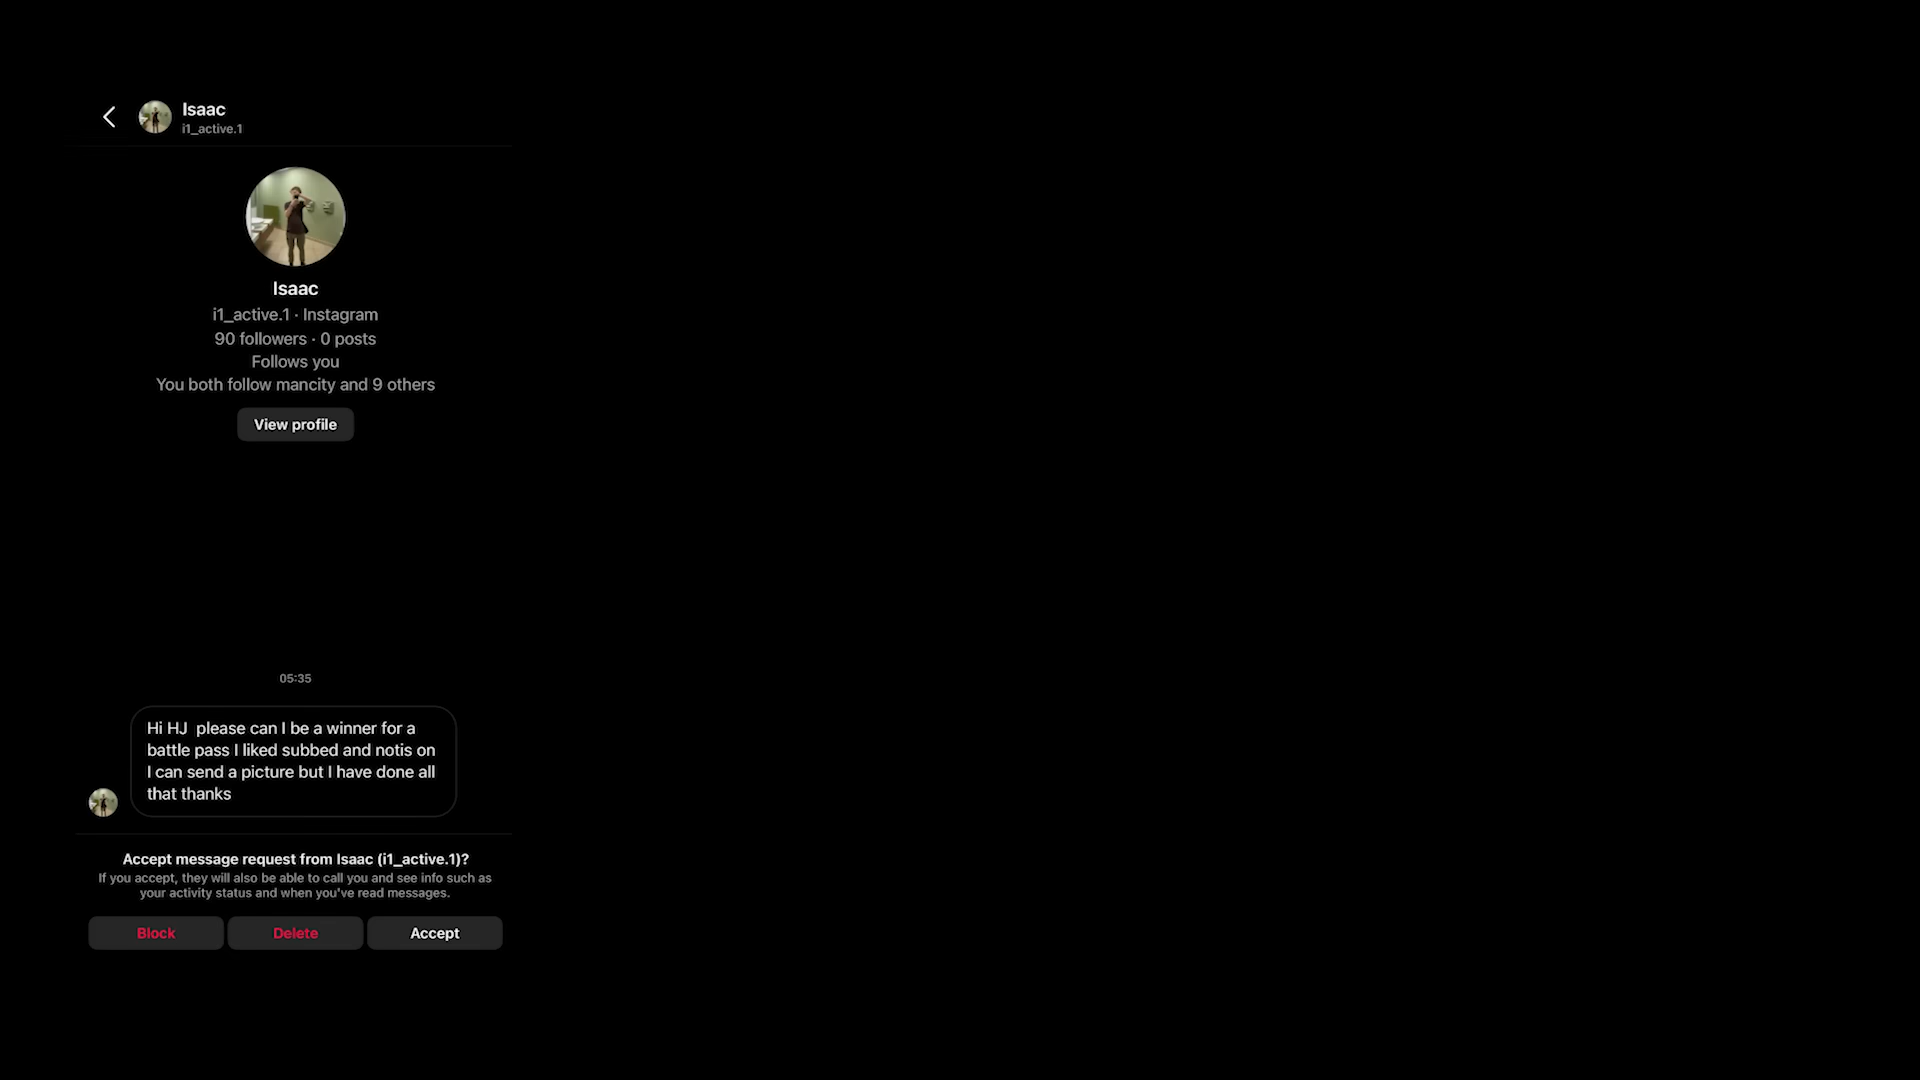 Isaac
i1_active.1
Isaac
i1_active.1 · Instagram
90 followers · 0 posts
Follows you
You both follow mancity and 9 others
View profile
05:35
Hi HJ  please can I be a winner for a
battle pass I liked subbed and notis on
I can send a picture but I have done all
that thanks
Accept message request from Isaac (i1_active.1)?
If you accept, they will also be able to call you and see info such as
your activity status and when you've read messages.
Block
Delete
Accept